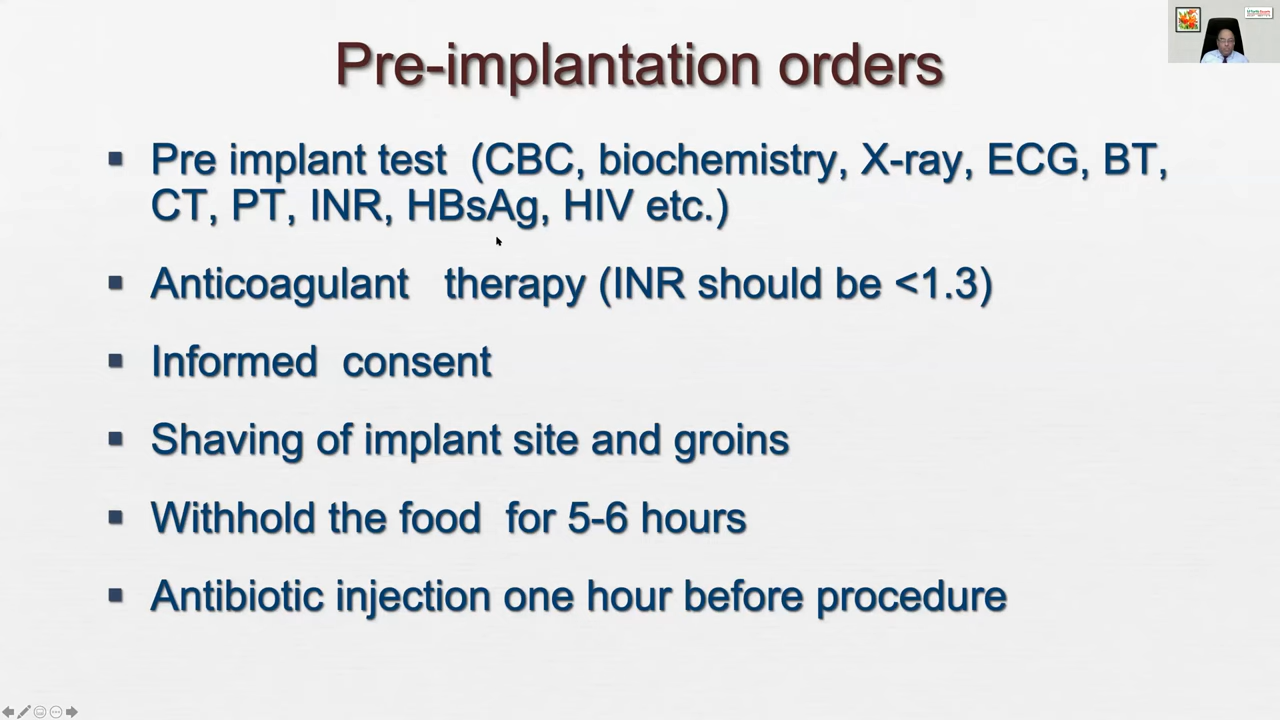 Pre-implantation orders
▪ Pre implant test (CBC, biochemistry, X-ray, ECG, BT,
CT, PT, INR, HBsAg, HIV etc.)
▪ Anticoagulant therapy (INR should be <1.3)
▪ Informed consent
▪ Shaving of implant site and groins
▪ Withhold the food for 5-6 hours
▪ Antibiotic injection one hour before procedure